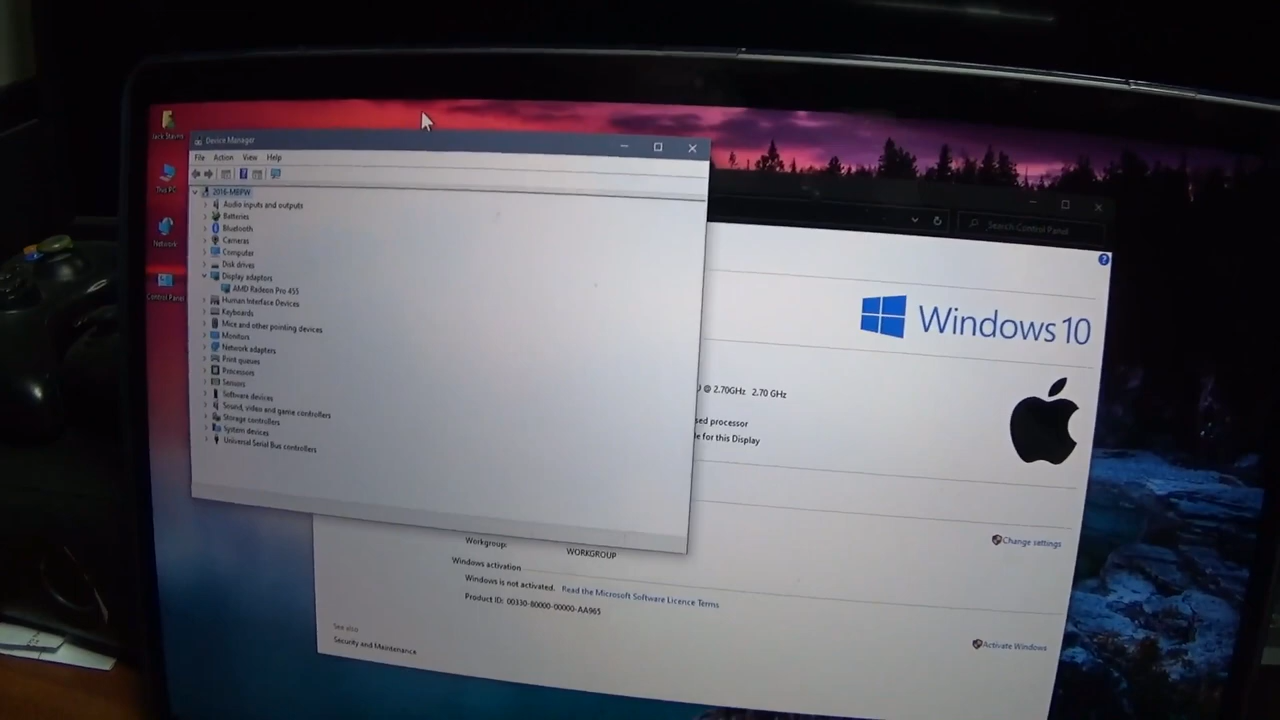 Jack Stavris
This PC
Network
Control Panel
Device Manager
File Action View Help
2016-MBPW
Audio inputs and outputs
Batteries
Bluetooth
Cameras
Computer
Disk drives
Display adaptors
AMD Radeon Pro 455
Human Interface Devices
Keyboards
Mice and other pointing devices
Monitors
Network adapters
Print queues
Processors
Sensors
Software devices
Sound, video and game controllers
Storage controllers
System devices
Universal Serial Bus controllers
Search Control Panel
Windows 10
@ 2.70GHz 2.70 GHz
sed processor
e for this Display
Change settings
Workgroup: WORKGROUP
Windows activation
Windows is not activated. Read the Microsoft Software Licence Terms
Product ID: 00330-80000-00000-AA965
Activate Windows
See also
Security and Maintenance